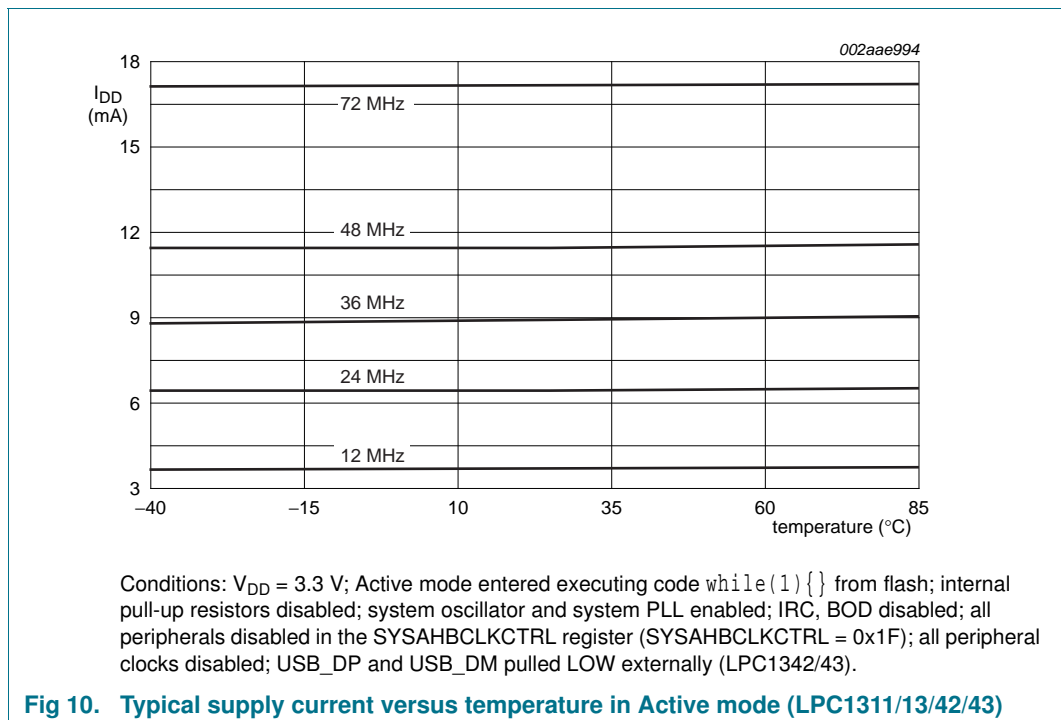 002aae994
18
I_DD
(mA)
72 MHz
15
12
48 MHz
36 MHz
9
24 MHz
6
12 MHz
3
−40 −15 10 35 60 85
temperature (°C)
Conditions: V_DD = 3.3 V; Active mode entered executing code while(1){} from flash; internal
pull-up resistors disabled; system oscillator and system PLL enabled; IRC, BOD disabled; all
peripherals disabled in the SYSAHBCLKCTRL register (SYSAHBCLKCTRL = 0x1F); all peripheral
clocks disabled; USB_DP and USB_DM pulled LOW externally (LPC1342/43).
Fig 10. Typical supply current versus temperature in Active mode (LPC1311/13/42/43)